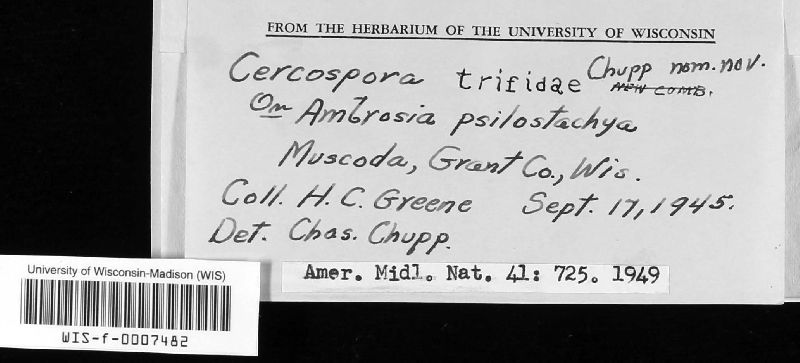 FROM THE HERBARIUM OF THE UNIVERSITY OF WISCONSIN
Cercospora trifidae Chupp nom. nov.
NEW COMB.
On Ambrosia psilostachya
Muscoda, Grant Co., Wis.
Coll. H. C. Greene Sept. 17, 1945.
Det. Chas. Chupp.
Amer. Midl. Nat. 41: 725. 1949
University of Wisconsin-Madison (WIS)
WIS-f-0007482